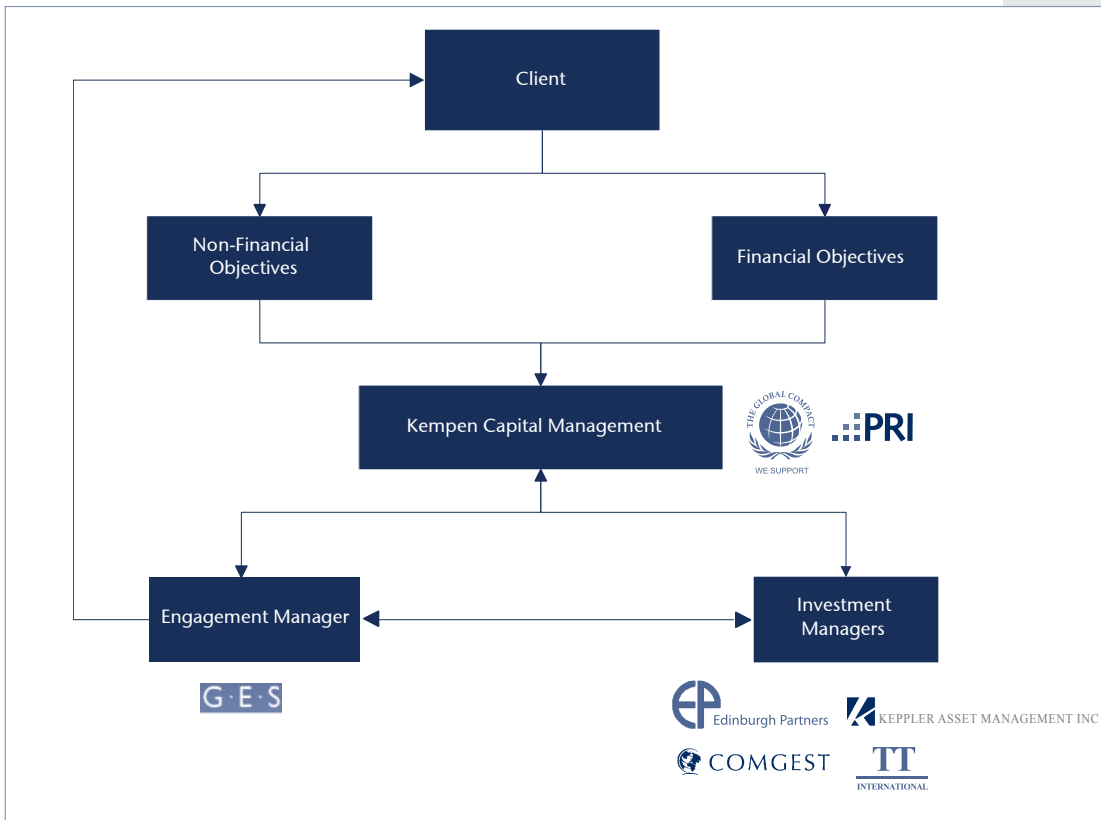 Client
Non-Financial
Objectives
Financial Objectives
Kempen Capital Management
THE GLOBAL COMPACT
WE SUPPORT
PRI
Engagement Manager
Investment
Managers
G·E·S
EP
Edinburgh Partners
KEPPLER ASSET MANAGEMENT INC
COMGEST
TT
INTERNATIONAL